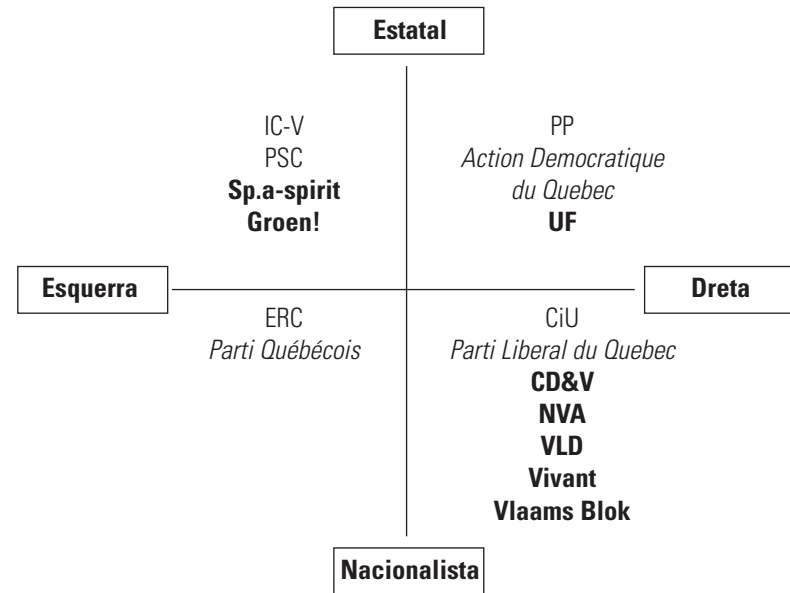 Estatal
IC-V
PSC
Sp.a-spirit
Groen!
PP
Action Democratique
du Quebec
UF
Esquerra
Dreta
ERC
Parti Québécois
CiU
Parti Liberal du Quebec
CD&V
NVA
VLD
Vivant
Vlaams Blok
Nacionalista